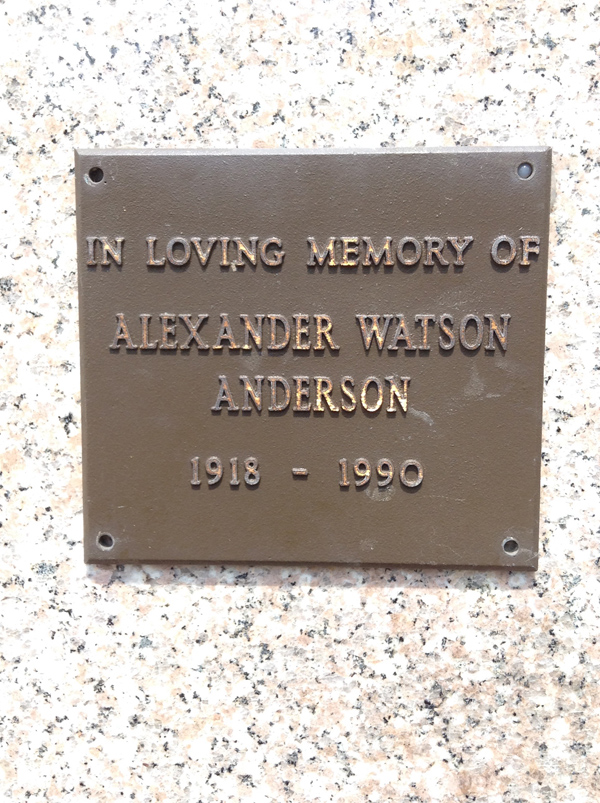 IN LOVING MEMORY OF
ALEXANDER WATSON
ANDERSON
1918 - 1990